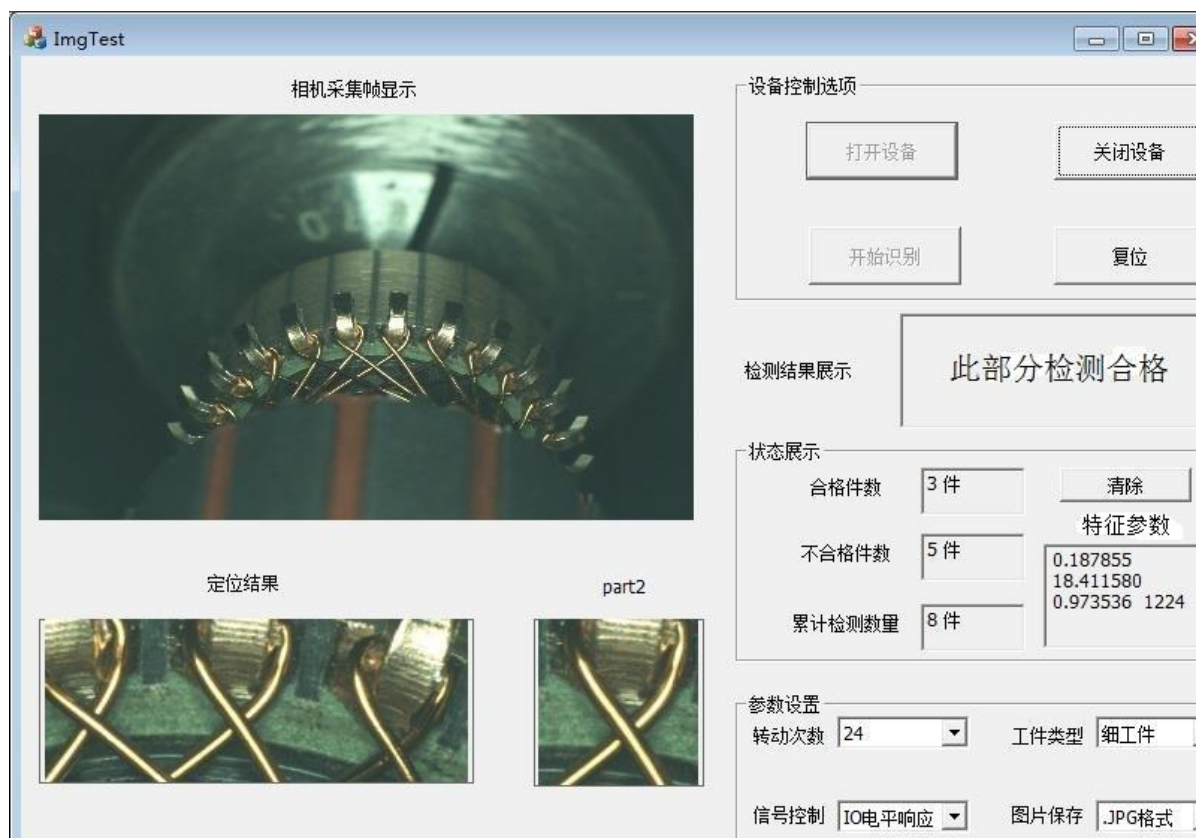 ImgTest
相机采集帧显示
设备控制选项
打开设备
关闭设备
开始识别
复位
检测结果展示
此部分检测合格
状态展示
合格件数
3 件
清除
特征参数
不合格件数
5 件
0.187855
18.411580
0.973536 1224
累计检测数量
8 件
定位结果
part2
参数设置
转动次数
24
工件类型
细工件
信号控制
IO电平响应
图片保存
.JPG格式